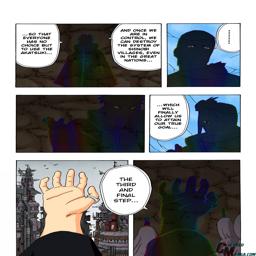 ...SO THAT
EVERYONE
HAS NO
CHOICE BUT
TO USE THE
AKATSUKI...
AND ONCE WE
ARE IN
CONTROL, WE
CAN DESTROY
THE SYSTEM OF
SHINOBI
VILLAGES, EVEN
IN THE GREAT
NATIONS...
...WHICH
WILL
FINALLY
ALLOW US
TO ATTAIN
OUR TRUE
GOAL...
THE
THIRD
AND
FINAL
STEP...